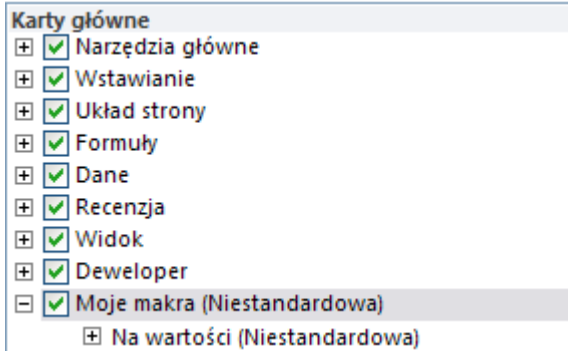 Karty główne
Narzędzia główne
Wstawianie
Układ strony
Formuły
Dane
Recenzja
Widok
Deweloper
Moje makra (Niestandardowa)
Na wartości (Niestandardowa)